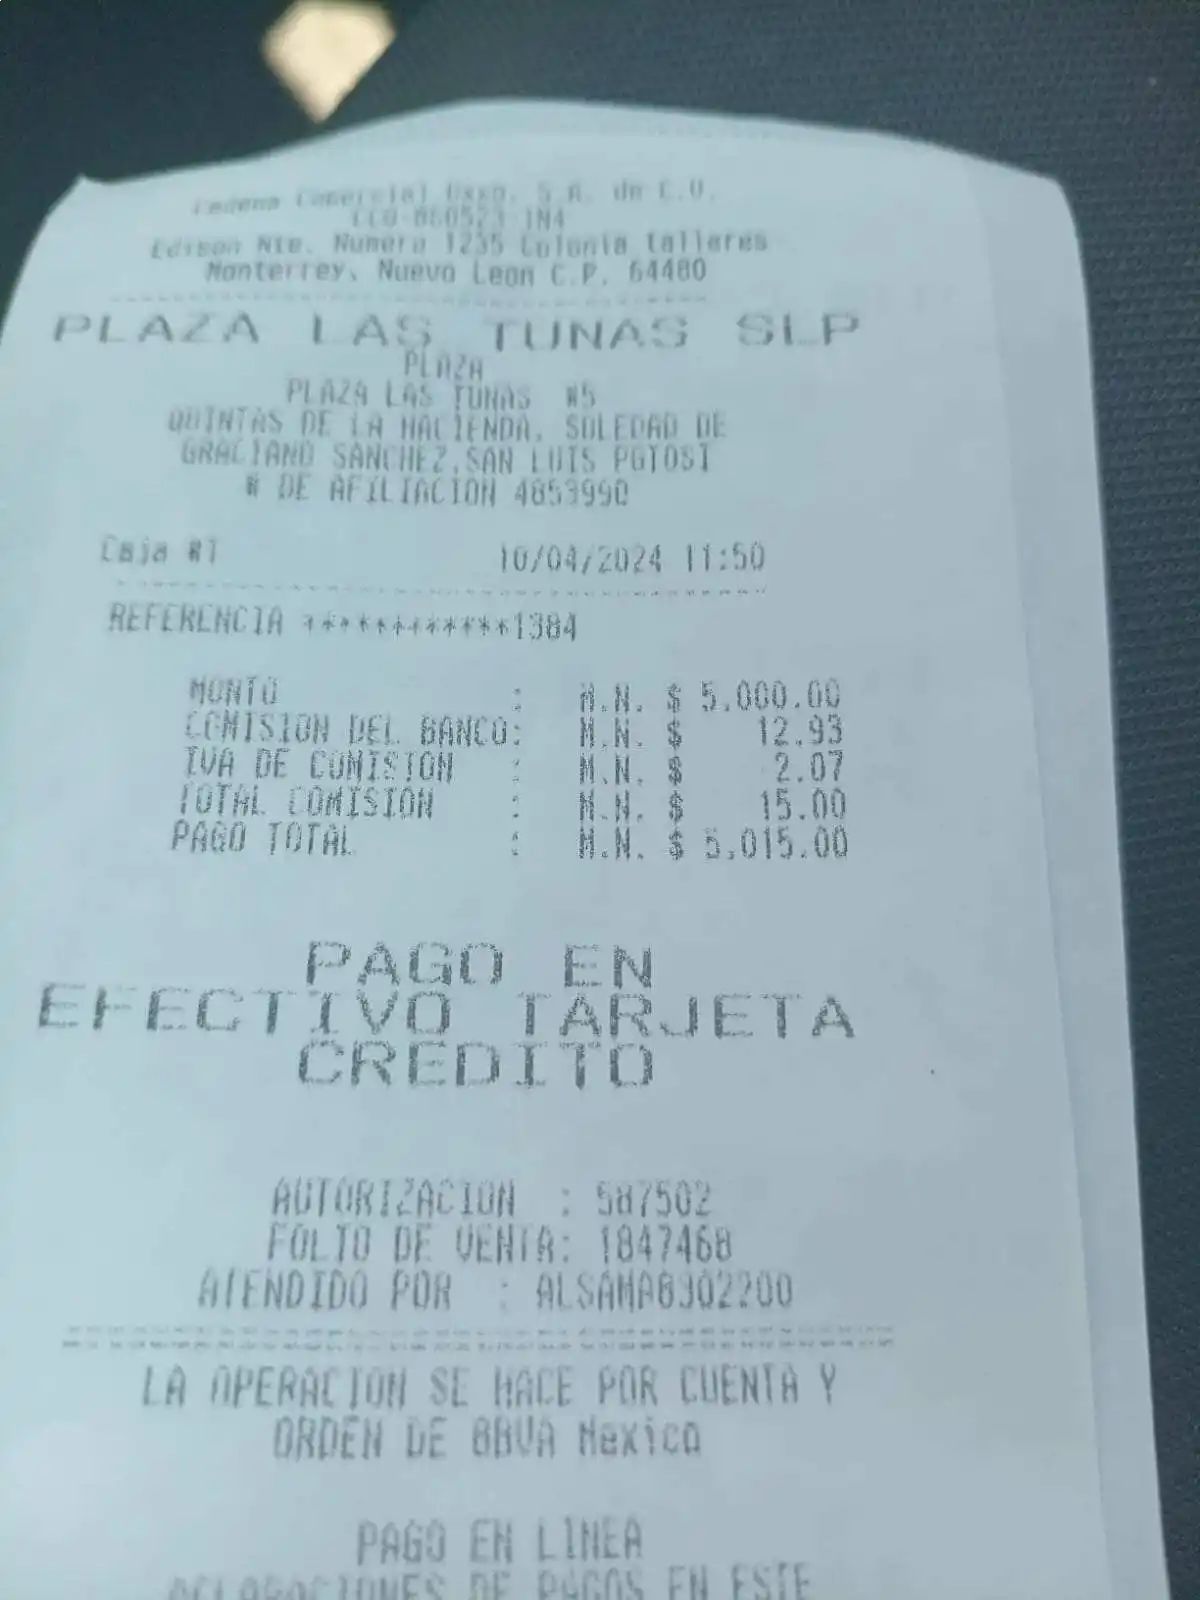 Cadena Comercial Oxxo, S.A. de C.V.
CCO-860523-1N4
Edison Nte. Numero 1235 Colonia talleres
Monterrey, Nuevo Leon C.P. 64480
PLAZA LAS TUNAS SLP
PLAZA
PLAZA LAS TUNAS #5
QUINTAS DE LA HACIENDA, SOLEDAD DE
GRACIANO SANCHEZ,SAN LUIS POTOSI
# DE AFILIACION 4853990
Caja #1 10/04/2024 11:50
REFERENCIA ************1384
MONTO : M.N. $ 5,000.00
COMISION DEL BANCO: M.N. $ 12.93
IVA DE COMISION : M.N. $ 2.07
TOTAL COMISION : M.N. $ 15.00
PAGO TOTAL : M.N. $ 5,015.00
PAGO EN
EFECTIVO TARJETA
CREDITO
AUTORIZACION : 587502
FOLIO DE VENTA: 1847468
ATENDIDO POR :
LA OPERACION SE HACE POR CUENTA Y
ORDEN DE BBVA Mexico
PAGO EN LINEA
ACLARACIONES DE PAGOS EN ESTE